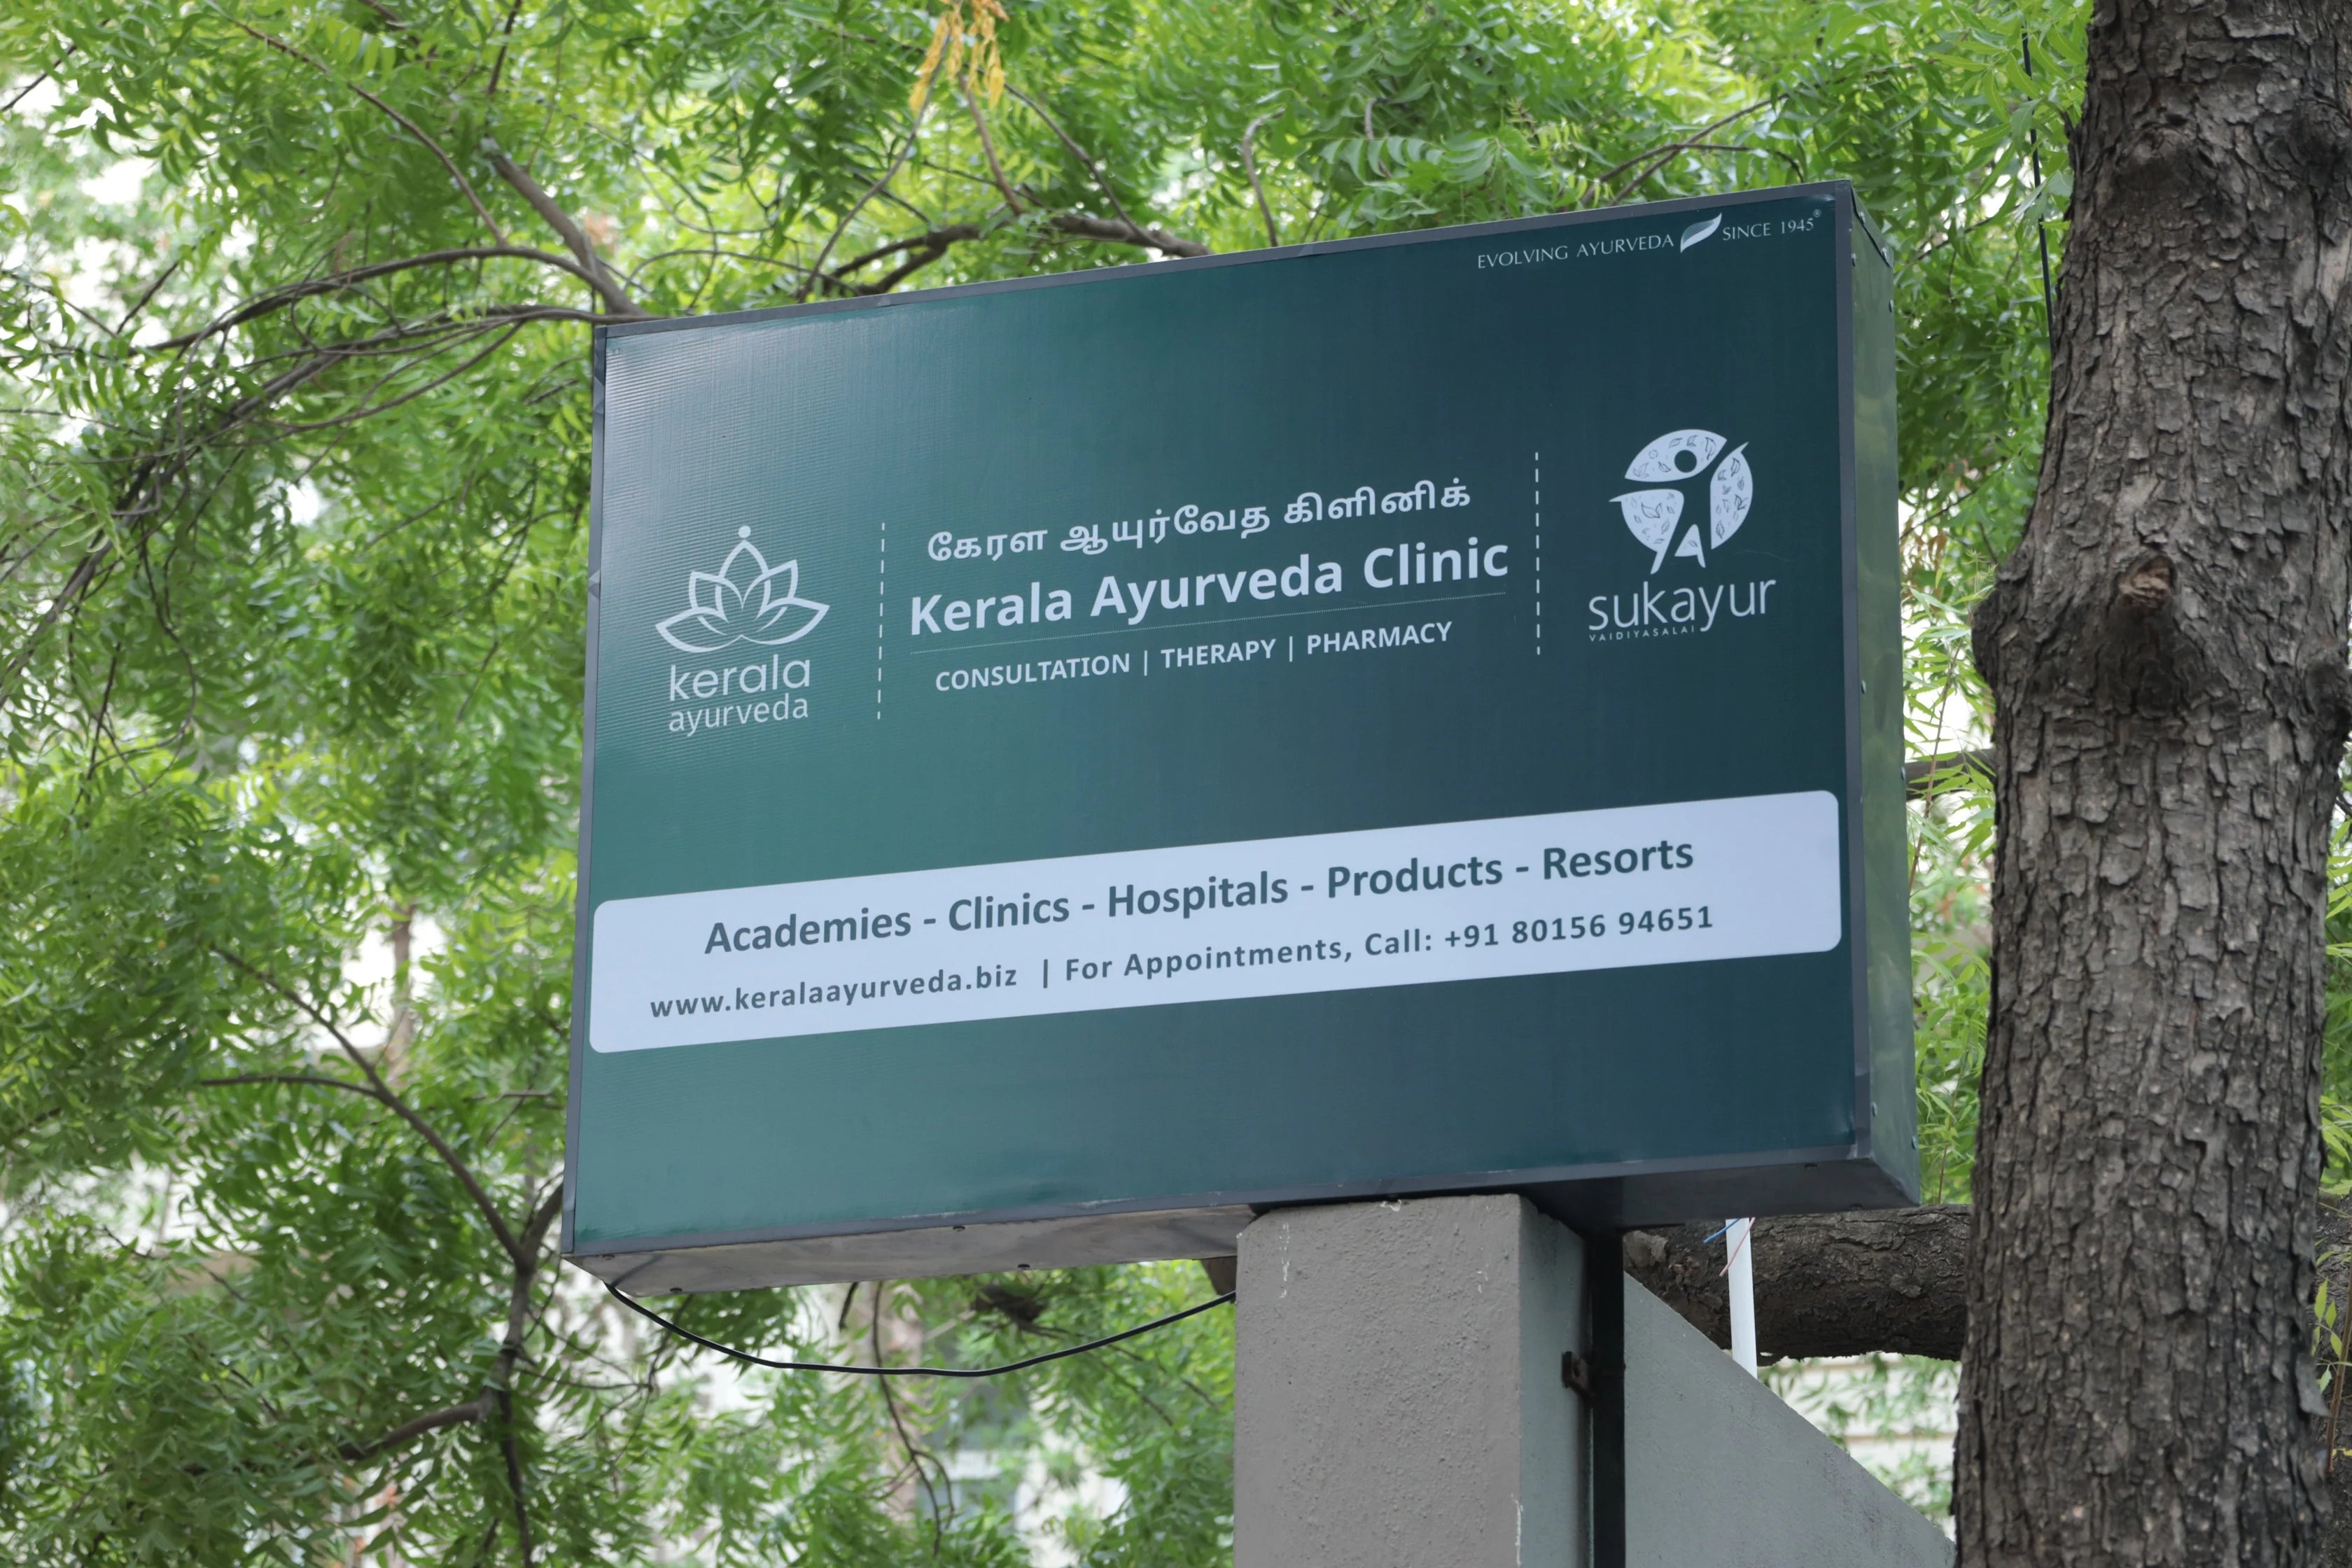 EVOLVING AYURVEDA SINCE 1945®
kerala
ayurveda
கேரள ஆயுர்வேத கிளினிக்
Kerala Ayurveda Clinic
CONSULTATION | THERAPY | PHARMACY
sukayur
VAIDIYASALAI
Academies - Clinics - Hospitals - Products - Resorts
www.keralaayurveda.biz | For Appointments, Call: +91 80156 94651